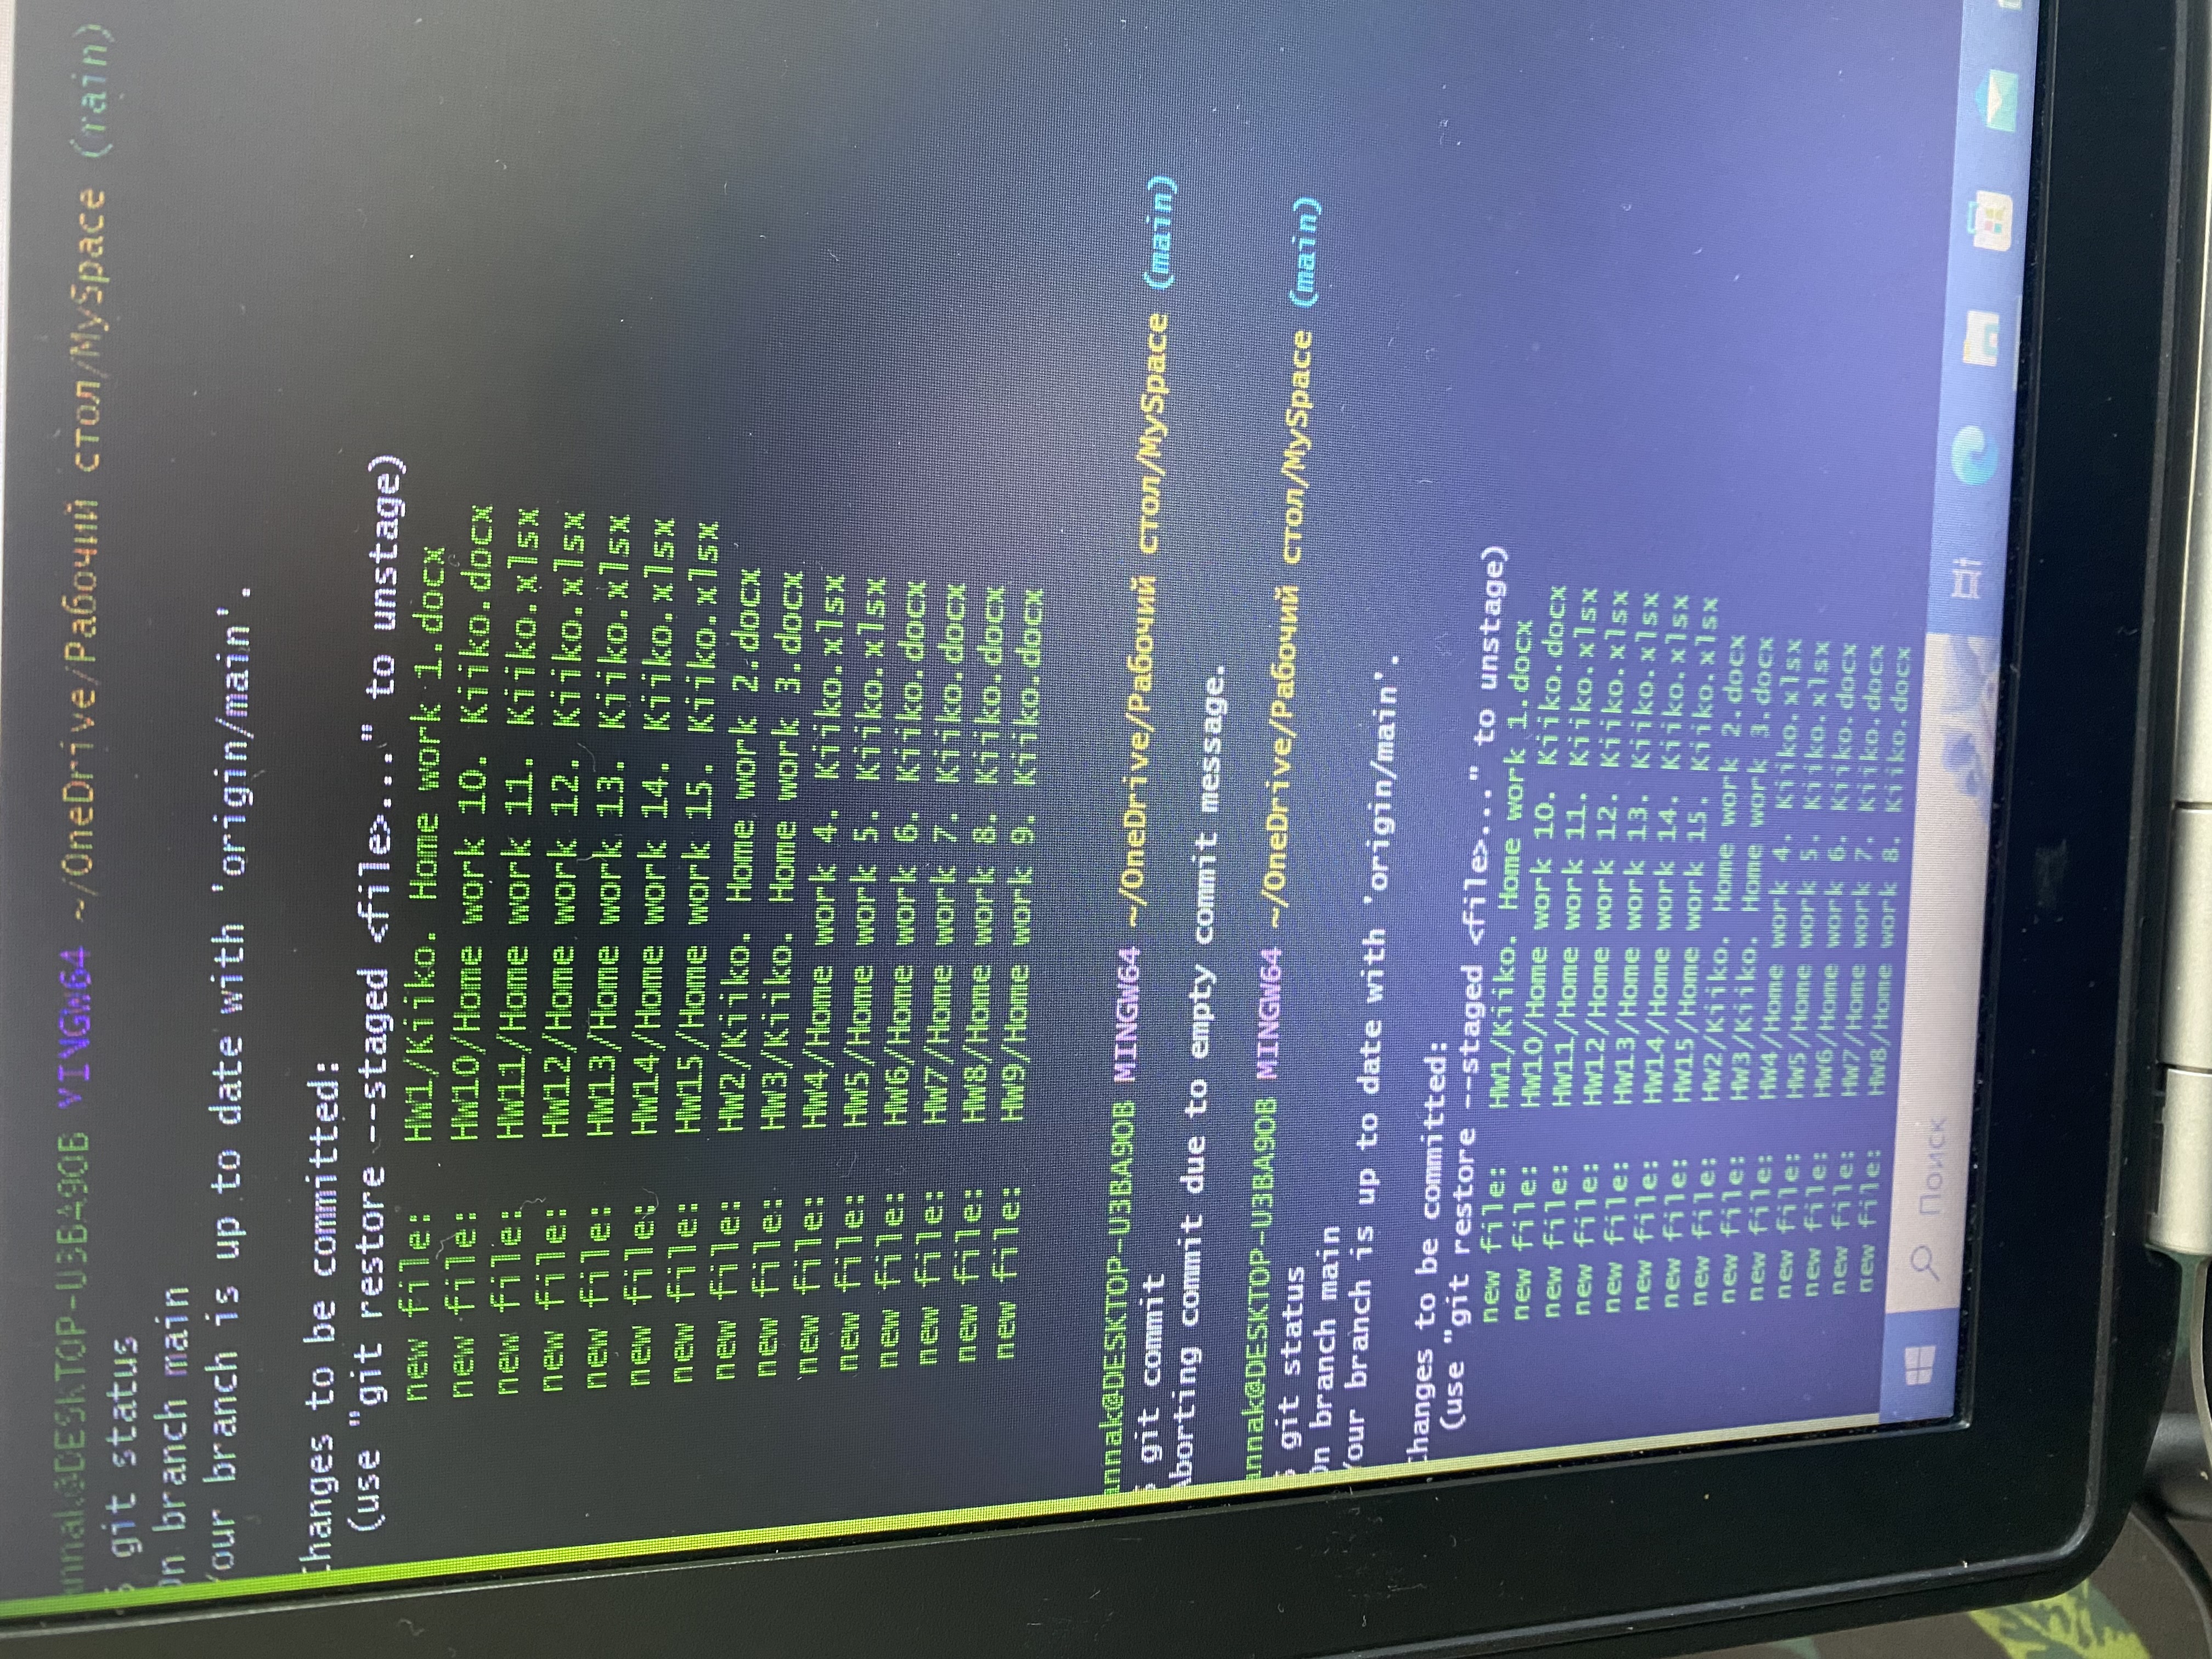 annak@DESKTOP-U3BA9OB MINGW64 ~/OneDrive/Рабочий стол/MySpace (main)
$ git status
On branch main
Your branch is up to date with 'origin/main'.
Changes to be committed:
(use "git restore --staged <file>..." to unstage)
new file: HW1/Kiiko. Home work 1.docx
new file: HW10/Home work 10. Kiiko.docx
new file: HW11/Home work 11. Kiiko.xlsx
new file: HW12/Home work 12. Kiiko.xlsx
new file: HW13/Home work 13. Kiiko.xlsx
new file: HW14/Home work 14. Kiiko.xlsx
new file: HW15/Home work 15. Kiiko.xlsx
new file: HW2/Kiiko. Home work 2.docx
new file: HW3/Kiiko. Home work 3.docx
new file: HW4/Home work 4. Kiiko.xlsx
new file: HW5/Home work 5. Kiiko.xlsx
new file: HW6/Home work 6. Kiiko.docx
new file: HW7/Home work 7. Kiiko.docx
new file: HW8/Home work 8. Kiiko.docx
new file: HW9/Home work 9. Kiiko.docx
annak@DESKTOP-U3BA9OB MINGW64 ~/OneDrive/Рабочий стол/MySpace (main)
$ git commit
Aborting commit due to empty commit message.
annak@DESKTOP-U3BA9OB MINGW64 ~/OneDrive/Рабочий стол/MySpace (main)
$ git status
On branch main
Your branch is up to date with 'origin/main'.
Changes to be committed:
(use "git restore --staged <file>..." to unstage)
new file: HW1/Kiiko. Home work 1.docx
new file: HW10/Home work 10. Kiiko.docx
new file: HW11/Home work 11. Kiiko.xlsx
new file: HW12/Home work 12. Kiiko.xlsx
new file: HW13/Home work 13. Kiiko.xlsx
new file: HW14/Home work 14. Kiiko.xlsx
new file: HW15/Home work 15. Kiiko.xlsx
new file: HW2/Kiiko. Home work 2.docx
new file: HW3/Kiiko. Home work 3.docx
new file: HW4/Home work 4. Kiiko.xlsx
new file: HW5/Home work 5. Kiiko.xlsx
new file: HW6/Home work 6. Kiiko.docx
new file: HW7/Home work 7. Kiiko.docx
new file: HW8/Home work 8. Kiiko.docx
Поиск